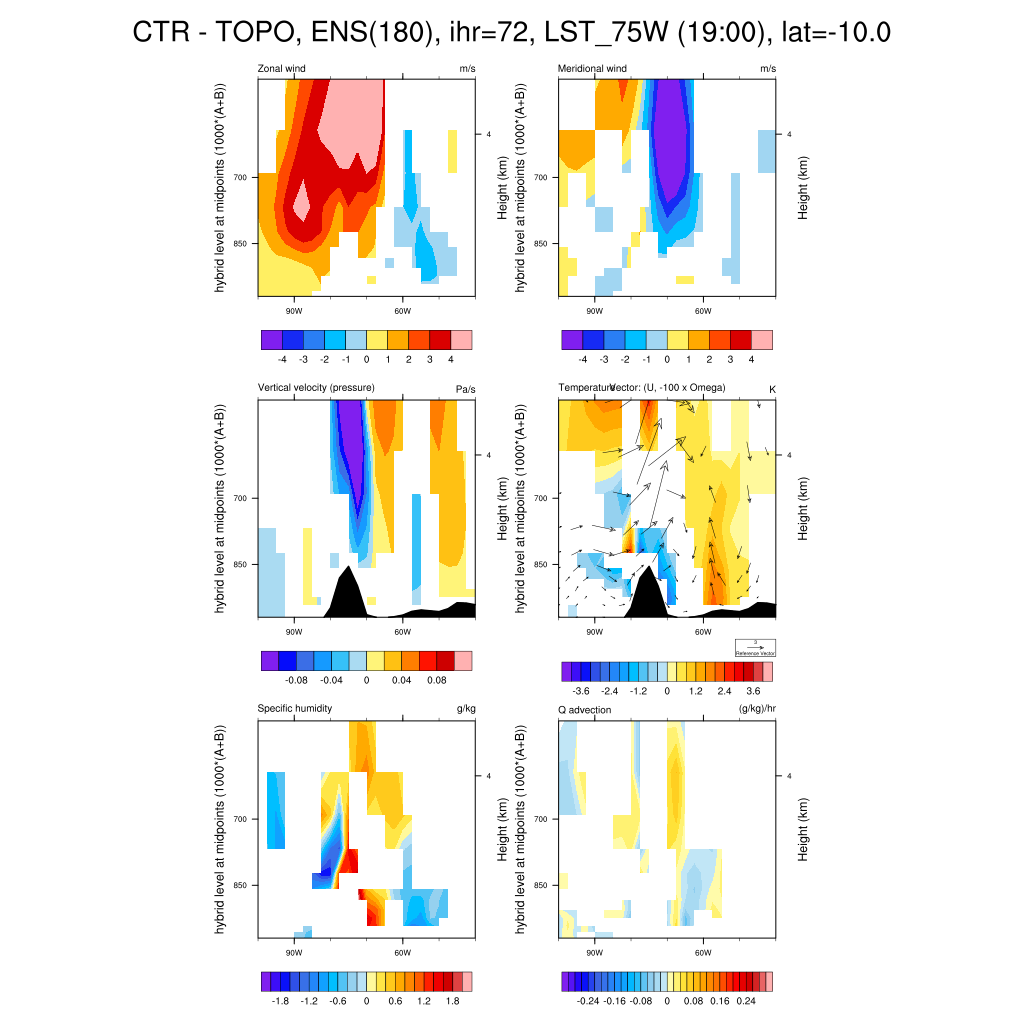 CTR - TOPO, ENS(180), ihr=72, LST_75W (19:00), lat=-10.0
Zonal wind m/s
hybrid level at midpoints (1000*(A+B))
700
850
4
Height (km)
90W 60W
-4 -3 -2 -1 0 1 2 3 4
Meridional wind m/s
hybrid level at midpoints (1000*(A+B))
700
850
4
Height (km)
90W 60W
-4 -3 -2 -1 0 1 2 3 4
Vertical velocity (pressure) Pa/s
hybrid level at midpoints (1000*(A+B))
700
850
4
Height (km)
90W 60W
-0.08 -0.04 0 0.04 0.08
Temperature Vector: (U, -100 x Omega) K
hybrid level at midpoints (1000*(A+B))
700
850
4
Height (km)
90W 60W
3
Reference Vector
-3.6 -2.4 -1.2 0 1.2 2.4 3.6
Specific humidity g/kg
hybrid level at midpoints (1000*(A+B))
700
850
4
Height (km)
90W 60W
-1.8 -1.2 -0.6 0 0.6 1.2 1.8
Q advection (g/kg)/hr
hybrid level at midpoints (1000*(A+B))
700
850
4
Height (km)
90W 60W
-0.24 -0.16 -0.08 0 0.08 0.16 0.24